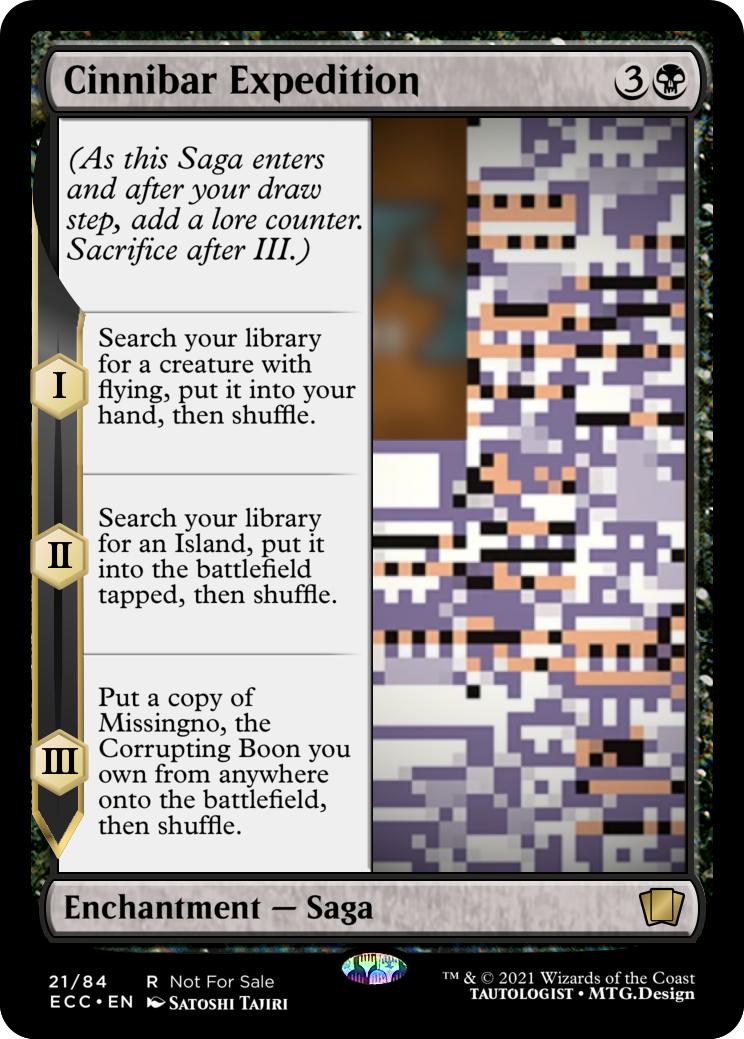 Cinnibar Expedition
3
(As this Saga enters
and after your draw
step, add a lore counter.
Sacrifice after III.)
I
Search your library
for a creature with
flying, put it into your
hand, then shuffle.
II
Search your library
for an Island, put it
into the battlefield
tapped, then shuffle.
III
Put a copy of
Missingno, the
Corrupting Boon you
own from anywhere
onto the battlefield,
then shuffle.
Enchantment — Saga
21/84 R Not For Sale
ECC • EN Satoshi Tajiri
™ & © 2021 Wizards of the Coast
TAUTOLOGIST • MTG.Design